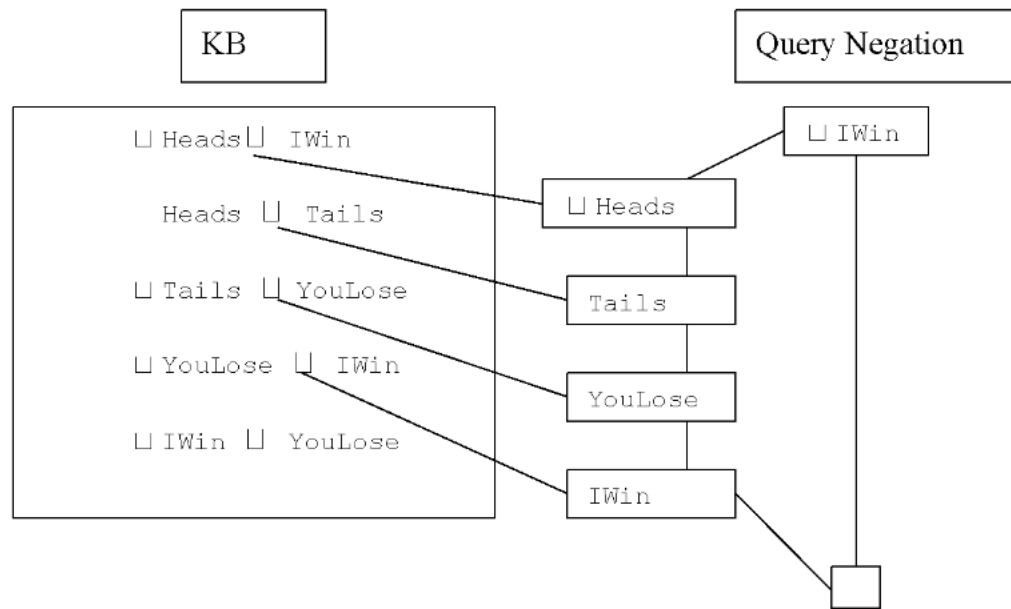 KB
Query Negation
⊔ Heads ⊔ IWin
⊔ IWin
⊔ Heads
Heads ⊔ Tails
Tails
⊔ Tails ⊔ YouLose
YouLose
⊔ YouLose ⊔ IWin
⊔ IWin ⊔ YouLose
IWin